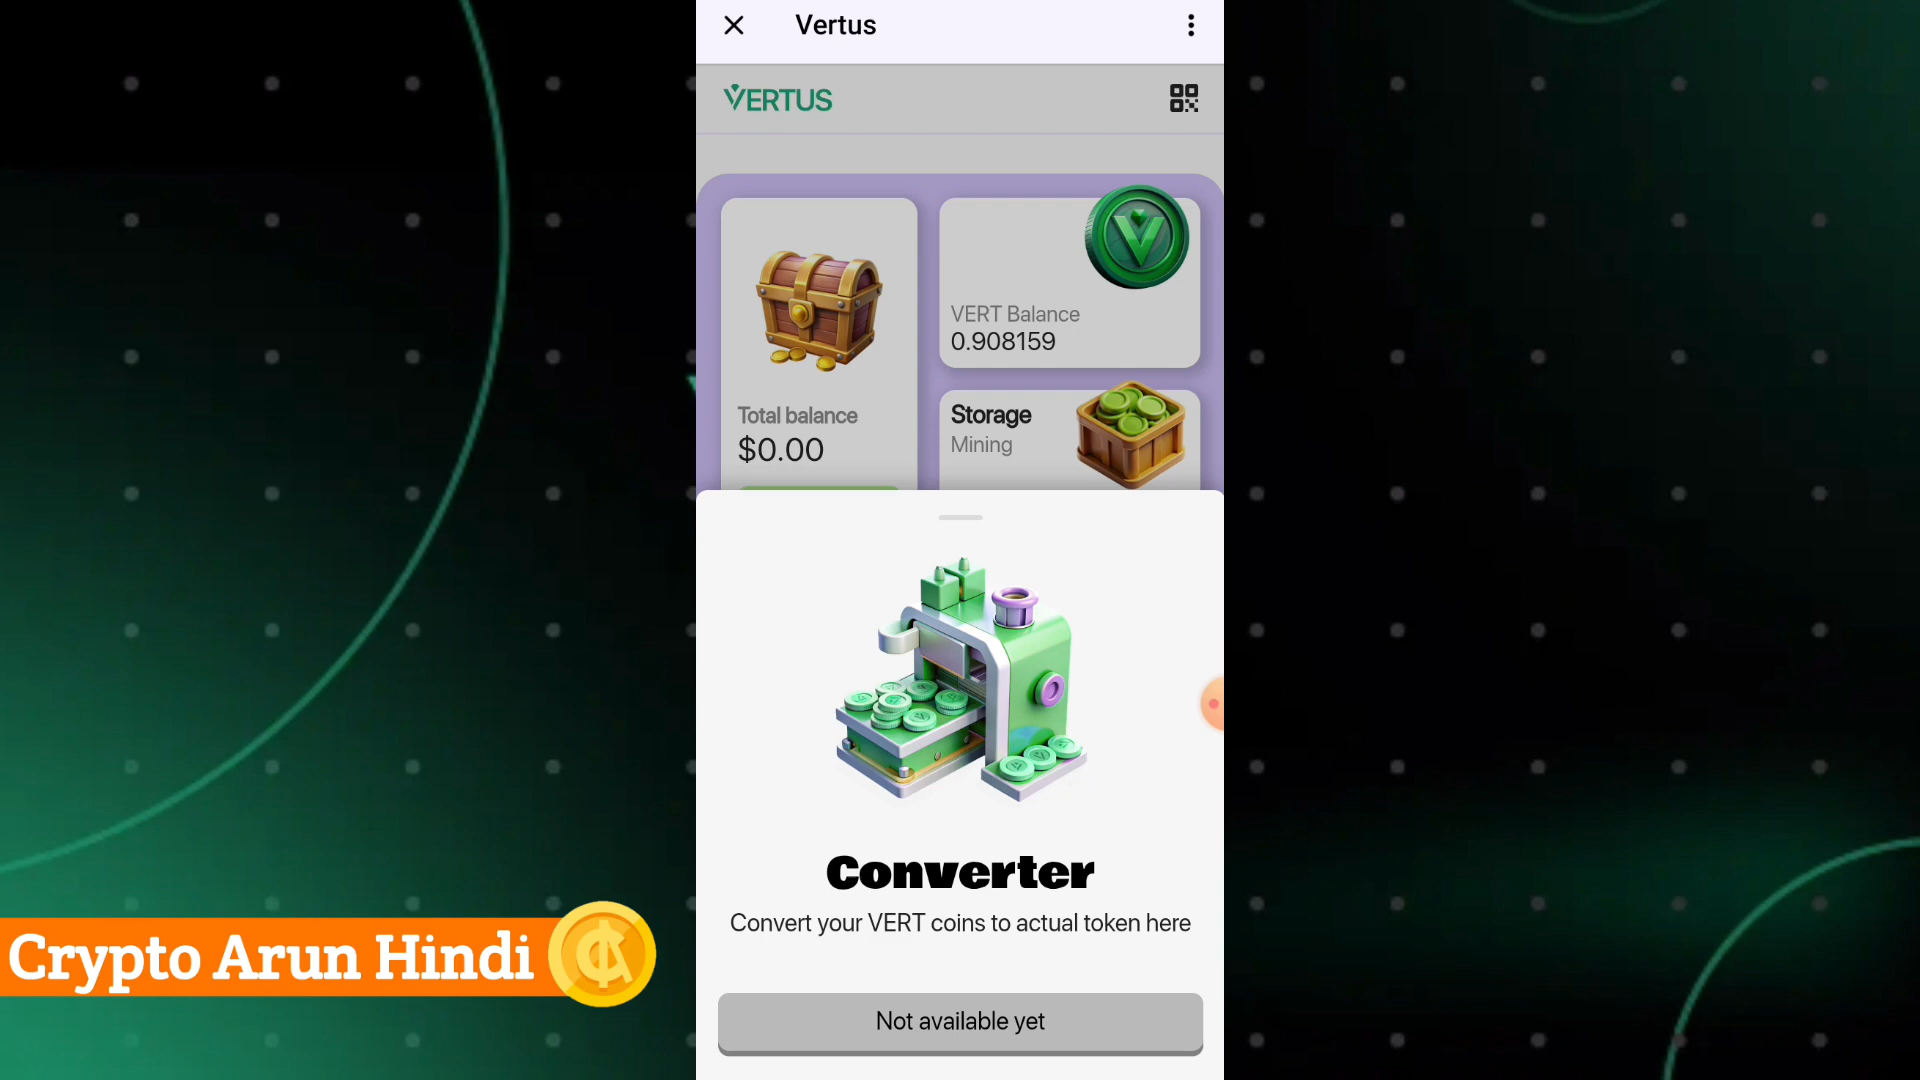 Vertus
VERTUS
VERT Balance
0.908159
Total balance
$0.00
Storage
Mining
Converter
Convert your VERT coins to actual token here
Not available yet
Crypto Arun Hindi